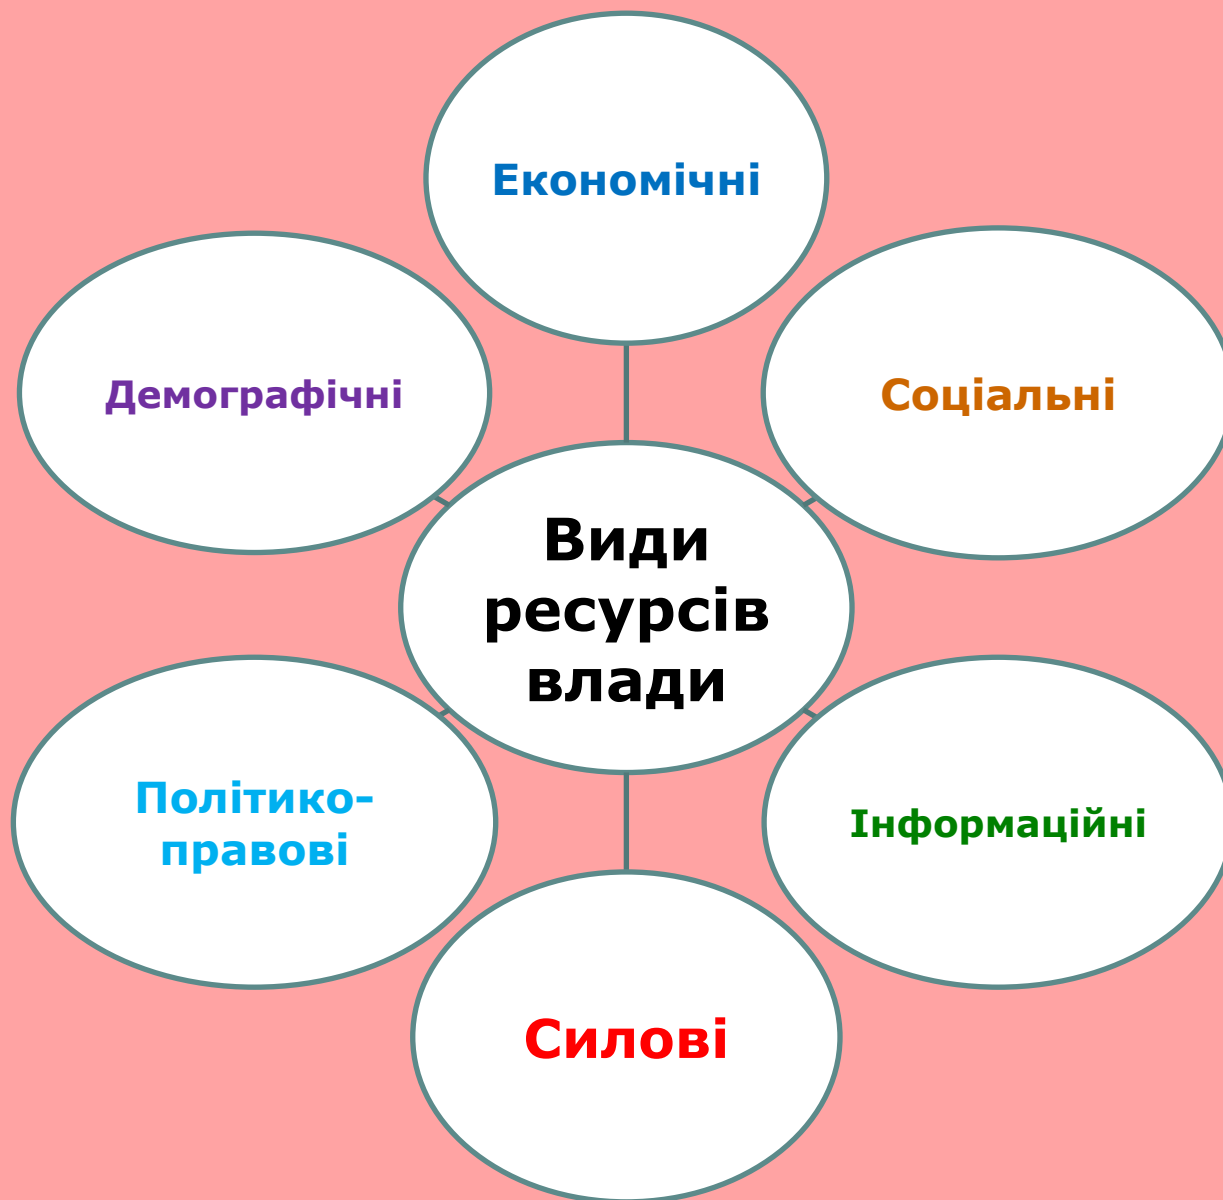 Економічні
Демографічні
Соціальні
Види
ресурсів
влади
Політико-
правові
Інформаційні
Силові